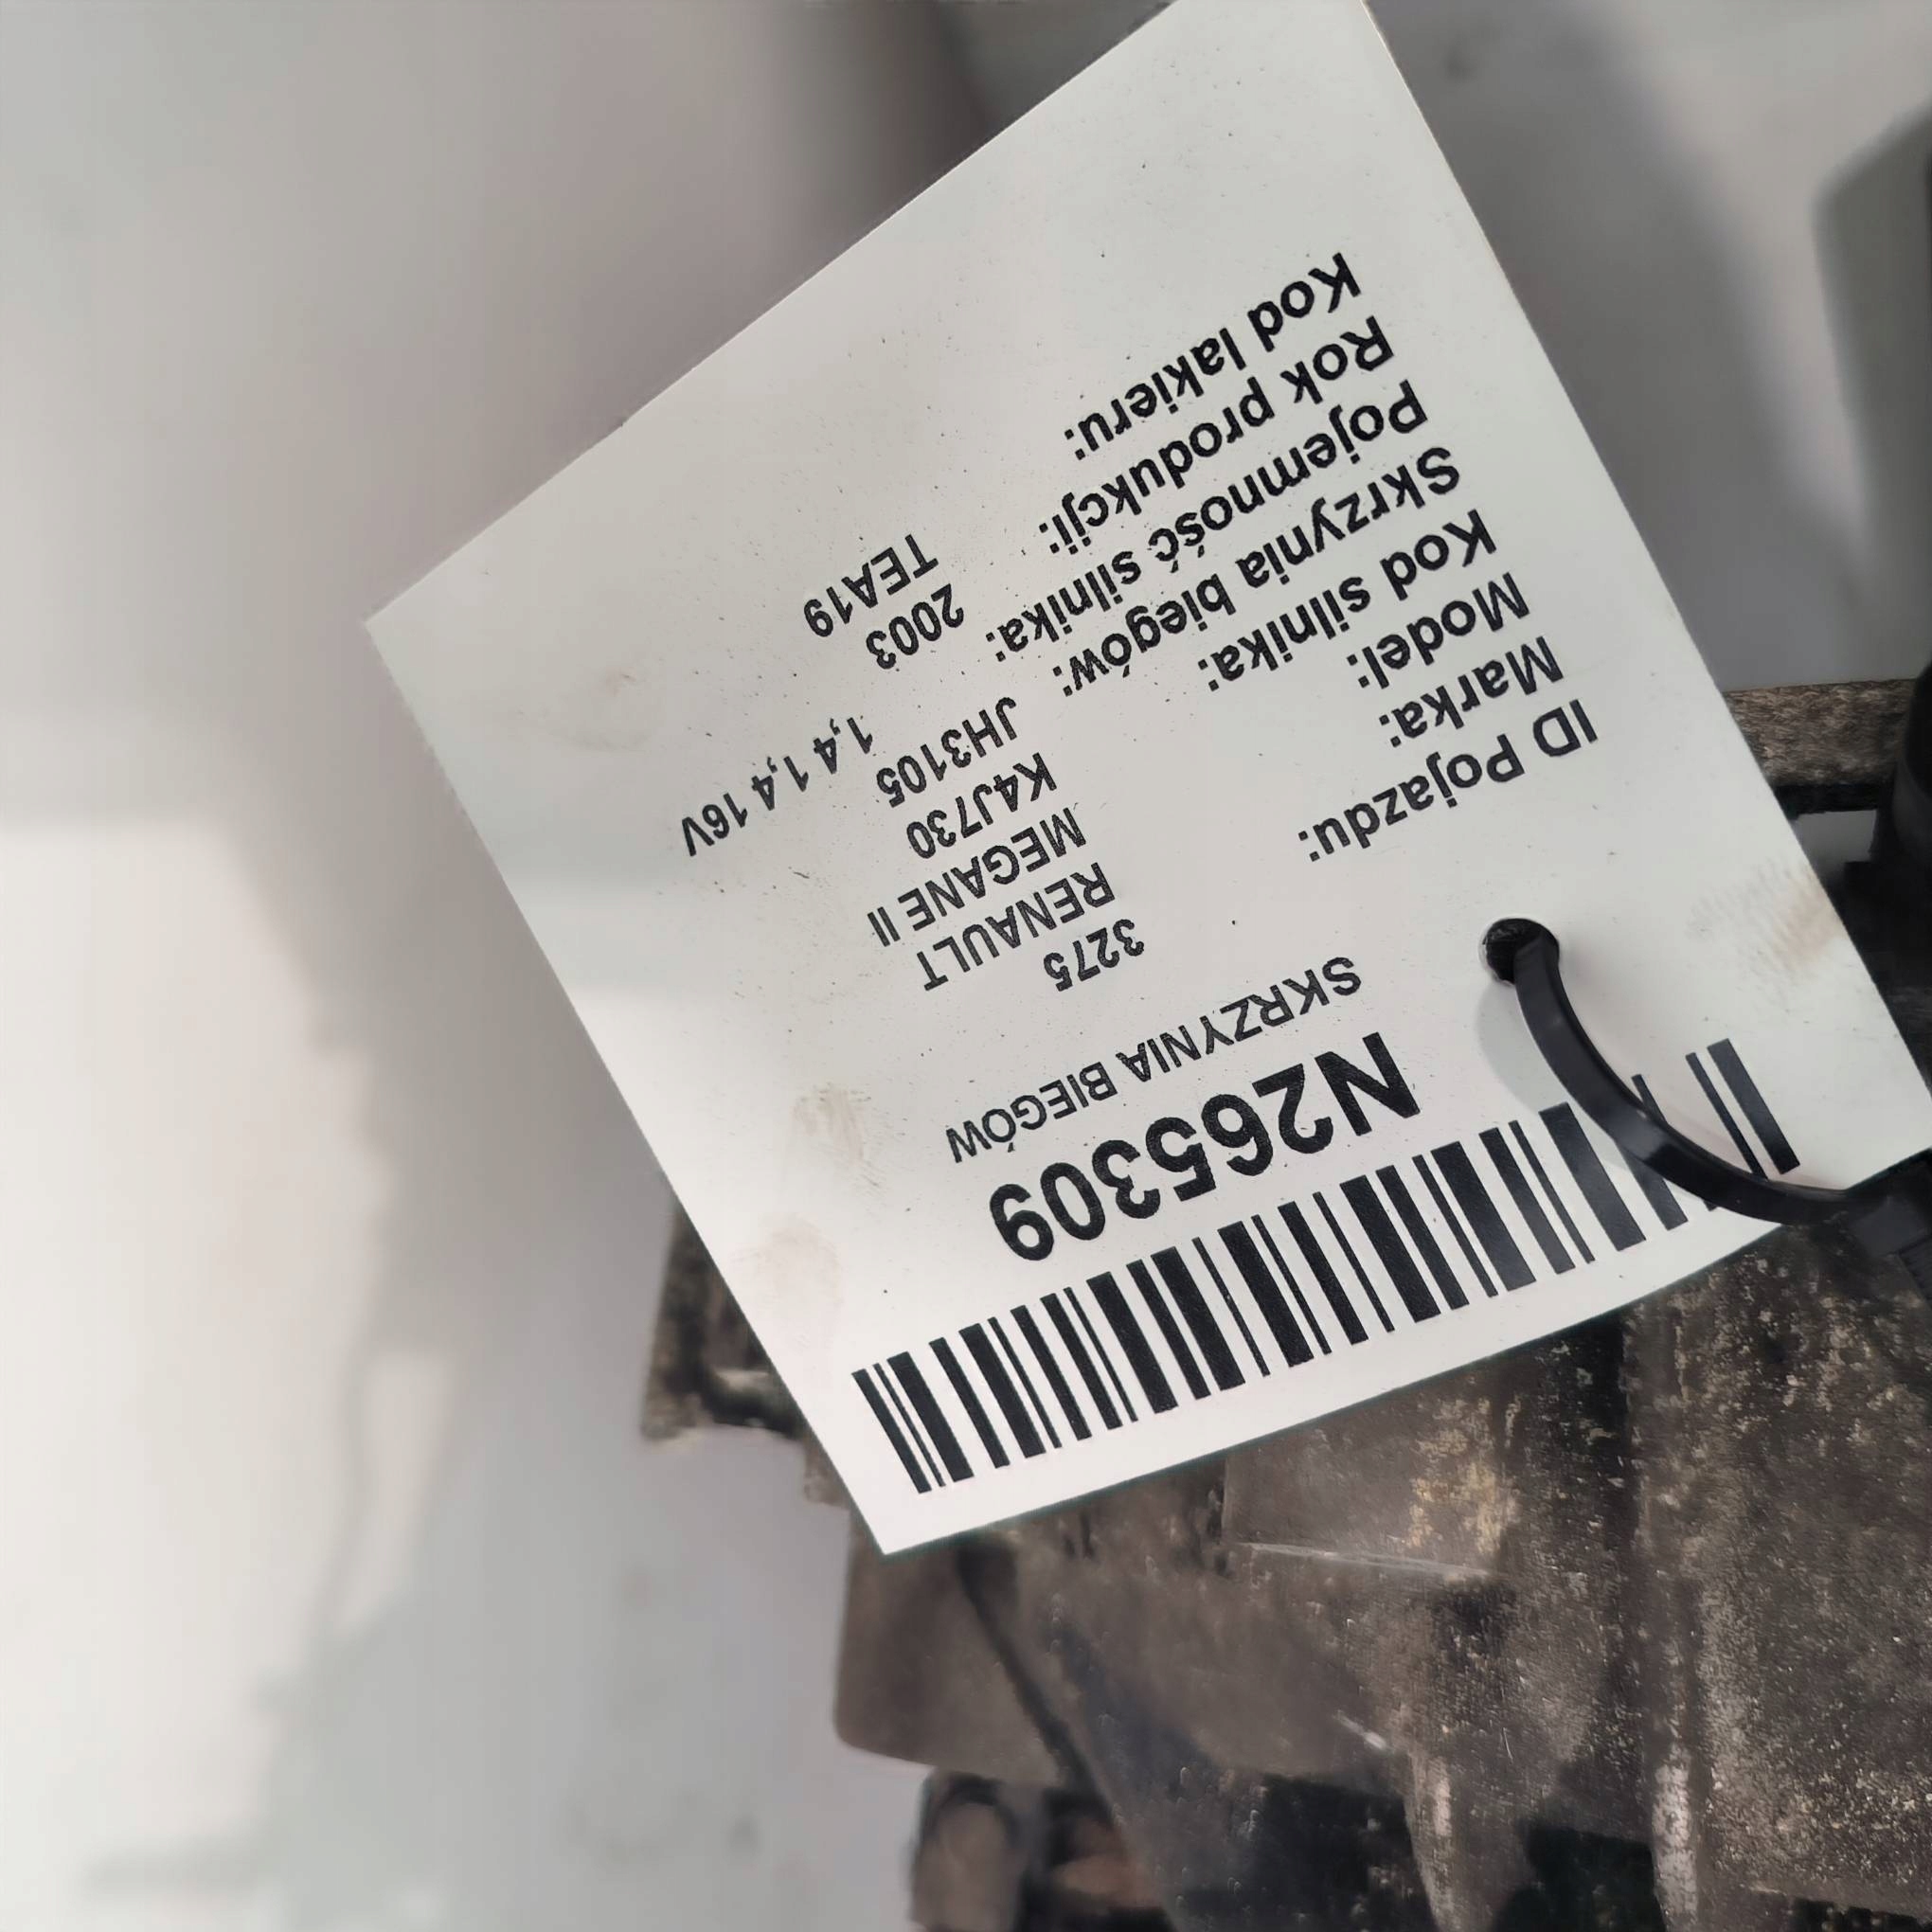 N265309
SKRZYNIA BIEGÓW
ID Pojazdu: 3275
Marka: RENAULT
Model: MEGANE II
Kod silnika: K4J730
Skrzynia biegów: JH3105
Pojemność silnika: 1,4 1,4 16V
Rok produkcji: 2003
Kod lakieru: TEA19